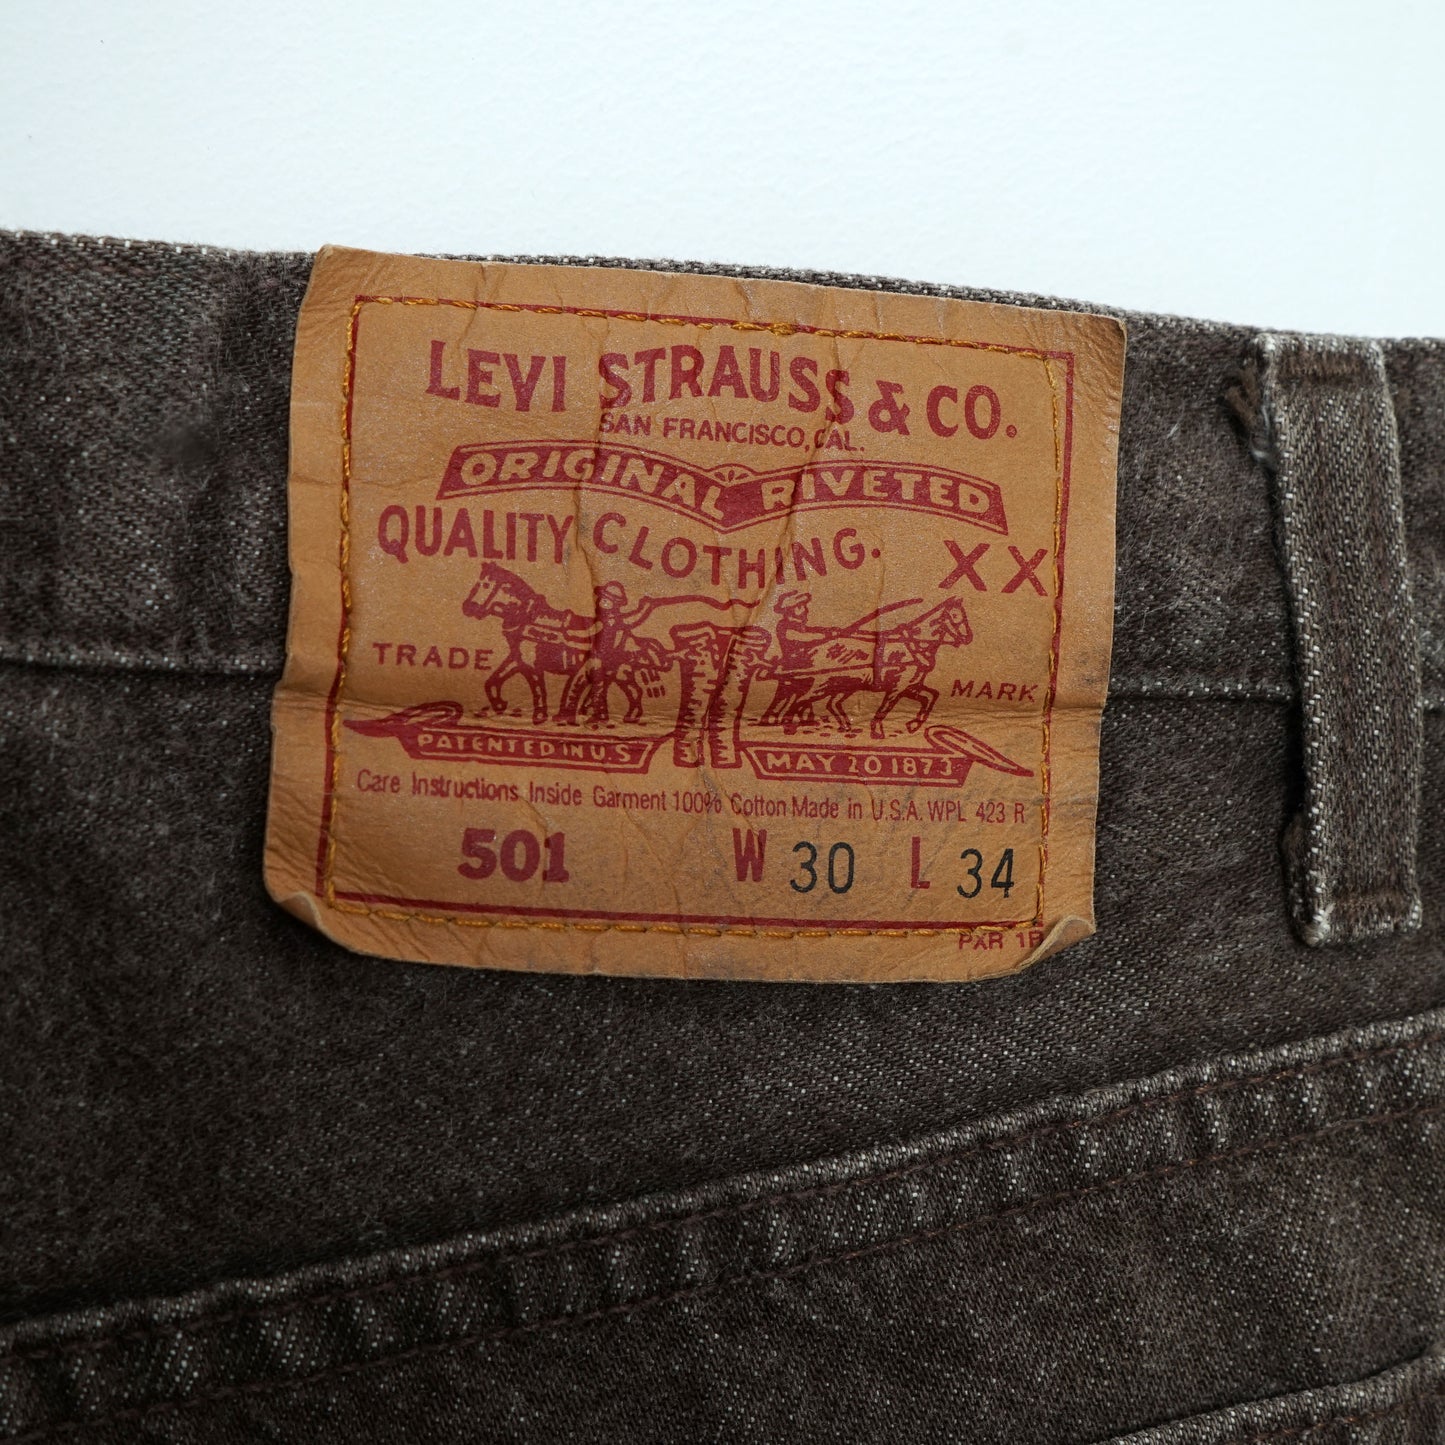 LEVI STRAUSS & CO.
SAN FRANCISCO, CAL.
ORIGINAL RIVETED
QUALITY CLOTHING.
XX
TRADE MARK
PATENTED IN U.S MAY 20 1873
Care Instructions Inside Garment 100% Cotton Made in U.S.A. WPL 423 R
501 W 30 L 34
PXR